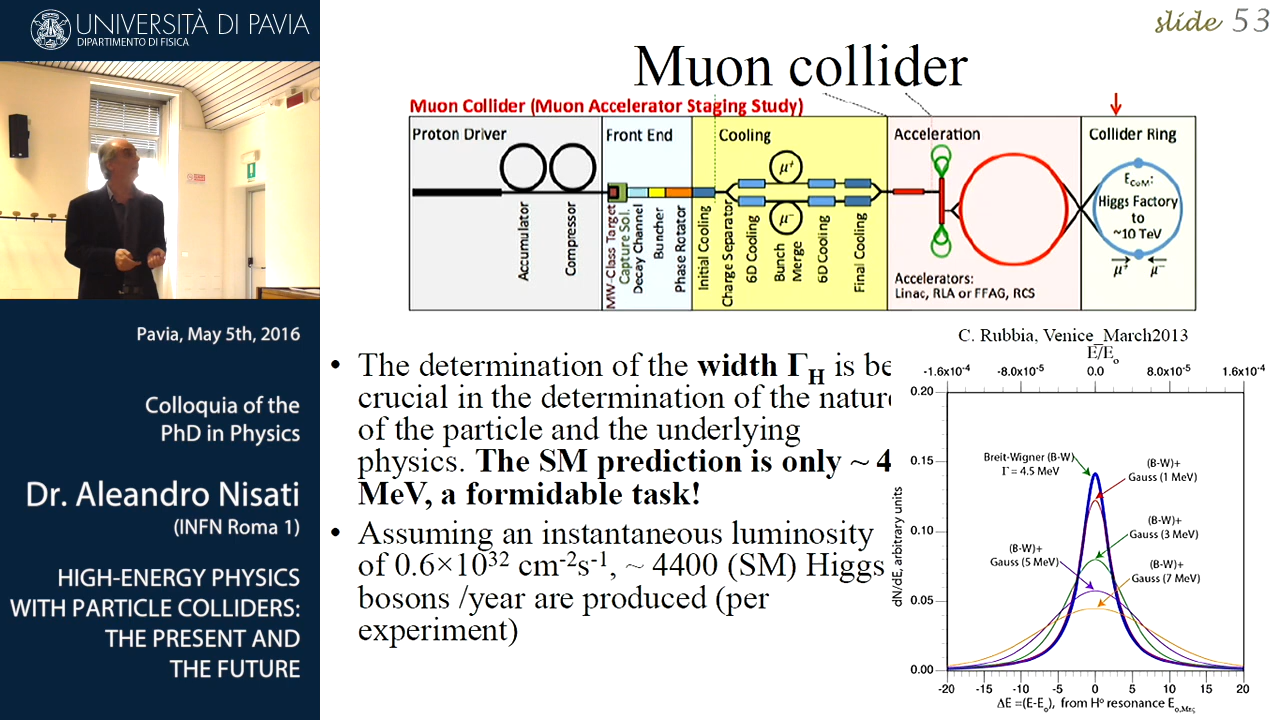 UNIVERSITÀ DI PAVIA
DIPARTIMENTO DI FISICA
slide 53
Muon collider
Muon Collider (Muon Accelerator Staging Study)
Proton Driver
Front End
Cooling
Acceleration
Collider Ring
Accumulator
Compressor
MW-Class Target
Capture Sol.
Decay Channel
Buncher
Phase Rotator
Initial Cooling
Charge Separator
6D Cooling
Bunch
Merge
6D Cooling
Final Cooling
μ+
μ−
Accelerators:
Linac, RLA or FFAG, RCS
ECoM:
Higgs Factory
to
~10 TeV
μ+ μ−
Pavia, May 5th, 2016
Colloquia of the
PhD in Physics
Dr. Aleandro Nisati
(INFN Roma 1)
HIGH-ENERGY PHYSICS
WITH PARTICLE COLLIDERS:
THE PRESENT AND
THE FUTURE
• The determination of the width ΓH is be
crucial in the determination of the nature
of the particle and the underlying
physics. The SM prediction is only ~ 4
MeV, a formidable task!
• Assuming an instantaneous luminosity
of 0.6×10³² cm⁻²s⁻¹, ~ 4400 (SM) Higgs
bosons /year are produced (per
experiment)
C. Rubbia, Venice_March2013
E/Eo
-1.6x10⁻⁴ -8.0x10⁻⁵ 0.0 8.0x10⁻⁵ 1.6x10⁻⁴
0.20
0.15
0.10
0.05
0.00
dN/dE, arbitrary units
Breit-Wigner (B-W)
Γ = 4.5 MeV
(B-W)+
Gauss (1 MeV)
(B-W)+
Gauss (3 MeV)
(B-W)+
Gauss (5 MeV)
(B-W)+
Gauss (7 MeV)
-20 -15 -10 -5 0 5 10 15 20
ΔE =(E-Eo), from Ho resonance Eo,